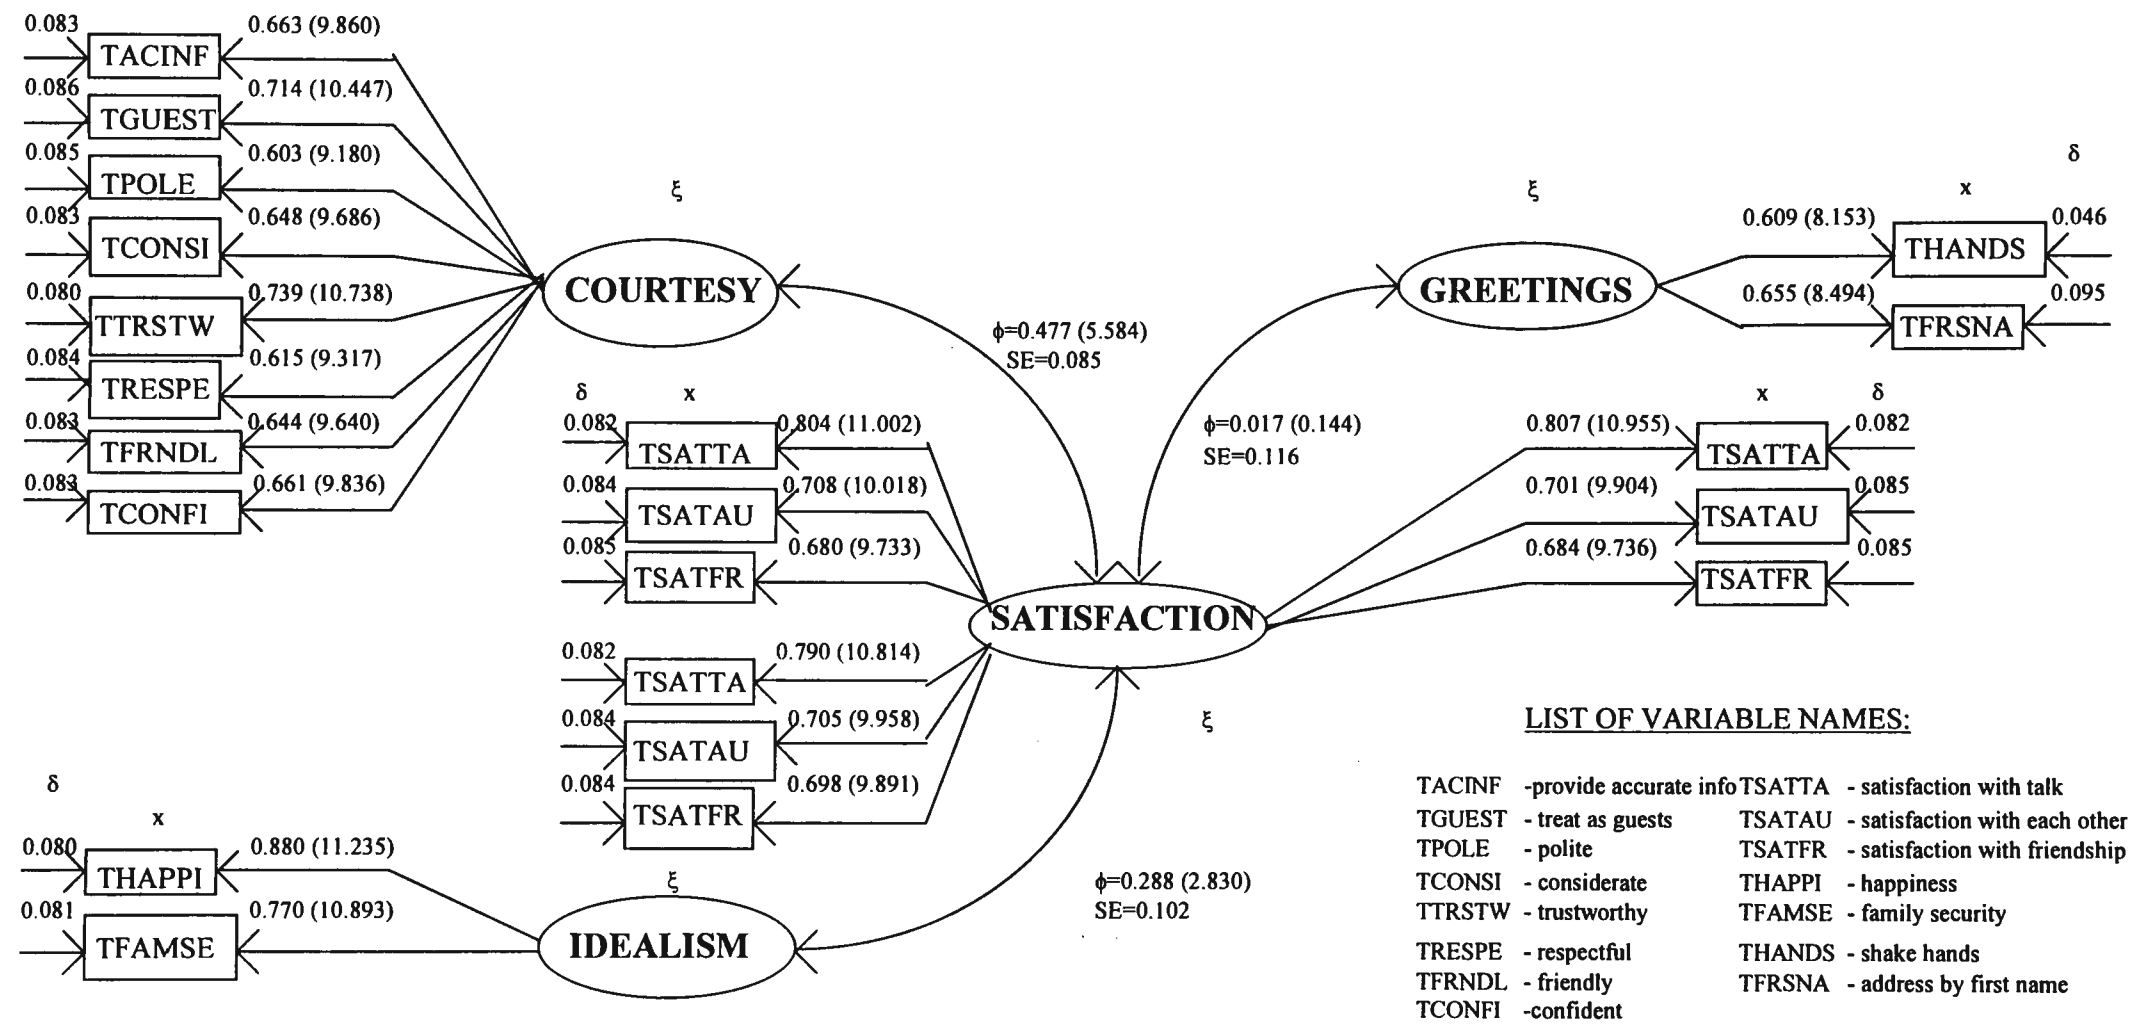 0.083 TACINF 0.663 (9.860)
0.086 TGUEST 0.714 (10.447)
0.085 TPOLE 0.603 (9.180)
0.083 TCONSI 0.648 (9.686)
0.080 TTRSTW 0.739 (10.738)
0.084 TRESPE 0.615 (9.317)
0.083 TFRNDL 0.644 (9.640)
0.083 TCONFI 0.661 (9.836)
ξ
COURTESY
ϕ=0.477 (5.584)
SE=0.085
ξ
GREETINGS
δ
x
0.609 (8.153) THANDS 0.046
0.655 (8.494) TFRSNA 0.095
ϕ=0.017 (0.144)
SE=0.116
δ x
0.082 TSATTA 0.804 (11.002)
0.084 TSATAU 0.708 (10.018)
0.085 TSATFR 0.680 (9.733)
x δ
0.807 (10.955) TSATTA 0.082
0.701 (9.904) TSATAU 0.085
0.684 (9.736) TSATFR 0.085
SATISFACTION
ξ
0.082 TSATTA 0.790 (10.814)
0.084 TSATAU 0.705 (9.958)
0.084 TSATFR 0.698 (9.891)
δ
x
0.080 THAPPI 0.880 (11.235)
0.081 TFAMSE 0.770 (10.893)
ξ
IDEALISM
ϕ=0.288 (2.830)
SE=0.102
LIST OF VARIABLE NAMES:
TACINF -provide accurate info TSATTA - satisfaction with talk
TGUEST - treat as guests TSATAU - satisfaction with each other
TPOLE - polite TSATFR - satisfaction with friendship
TCONSI - considerate THAPPI - happiness
TTRSTW - trustworthy TFAMSE - family security
TRESPE - respectful THANDS - shake hands
TFRNDL - friendly TFRSNA - address by first name
TCONFI -confident